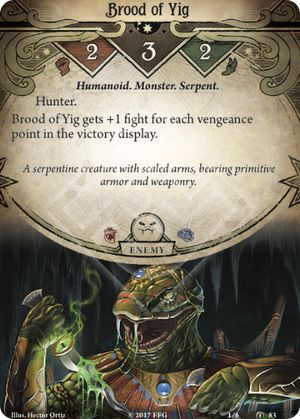 Brood of Yig
2 3 2
Humanoid. Monster. Serpent.
Hunter.
Brood of Yig gets +1 fight for each vengeance
point in the victory display.
A serpentine creature with scaled arms, bearing primitive
armor and weaponry.
ENEMY
Illus. Hector Ortiz © 2017 FFG 1/6 83